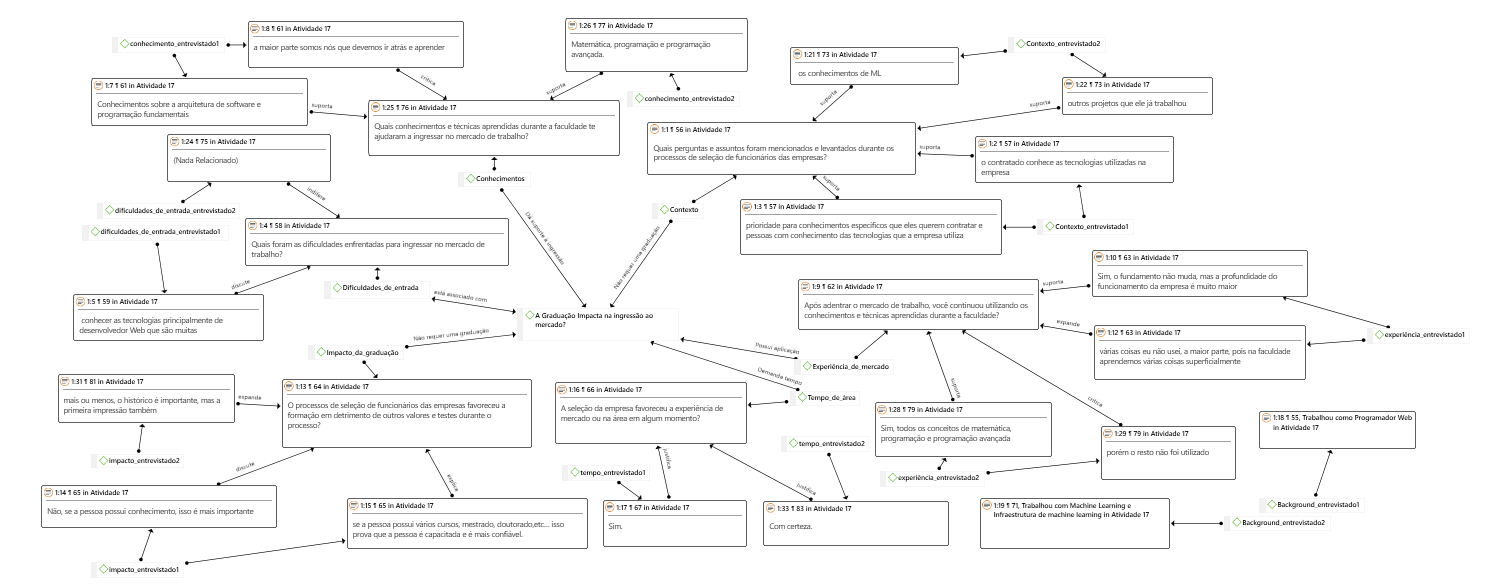 1:8 ¶ 61 in Atividade 17
a maior parte somos nós que devemos ir atrás e aprender
1:26 ¶ 77 in Atividade 17
Matemática, programação e programação
avançada.
conhecimento_entrevistado1
Contexto_entrevistado2
1:21 ¶ 73 in Atividade 17
os conhecimentos de ML
1:7 ¶ 61 in Atividade 17
Conhecimentos sobre a arquitetura de software e
programação fundamentais
crítica
suporta
suporta
1:22 ¶ 73 in Atividade 17
outros projetos que ele já trabalhou
conhecimento_entrevistado2
suporta
suporta
1:25 ¶ 76 in Atividade 17
Quais conhecimentos e técnicas aprendidas durante a faculdade te
ajudaram a ingressar no mercado de trabalho?
1:1 ¶ 56 in Atividade 17
Quais perguntas e assuntos foram mencionados e levantados durante os
processos de seleção de funcionários das empresas?
1:24 ¶ 75 in Atividade 17
(Nada Relacionado)
suporta
1:2 ¶ 57 in Atividade 17
o contratado conhece as tecnologias utilizadas na
empresa
Conhecimentos
suporta
indifere
dificuldades_de_entrada_entrevistado2
Contexto
1:3 ¶ 57 in Atividade 17
prioridade para conhecimentos especificos que eles querem contratar e
pessoas com conhecimento das tecnologias que a empresa utiliza
Contexto_entrevistado1
dificuldades_de_entrada_entrevistado1
1:4 ¶ 58 in Atividade 17
Quais foram as dificuldades enfrentadas para ingressar no mercado de
trabalho?
Dá suporte à ingressão
Não requer uma graduação
1:10 ¶ 63 in Atividade 17
Sim, o fundamento não muda, mas a profundidade do
funcionamento da empresa é muito maior
discute
Dificuldades_de_entrada
está associado com
1:5 ¶ 59 in Atividade 17
conhecer as tecnologias principalmente de
desenvolvedor Web que são muitas
1:9 ¶ 62 in Atividade 17
Após adentrar o mercado de trabalho, você continuou utilizando os
conhecimentos e técnicas aprendidas durante a faculdade?
suporta
A Graduação Impacta na ingressão ao
mercado?
expande
1:12 ¶ 63 in Atividade 17
várias coisas eu não usei, a maior parte, pois na faculdade
aprendemos várias coisas superficialmente
experiência_entrevistado1
Não requer uma graduação
Impacto_da_graduação
Possui aplicação
Experiência_de_mercado
Demanda tempo
Tempo_de_área
1:31 ¶ 81 in Atividade 17
mais ou menos, o histórico é importante, mas a
primeira impressão também
expande
1:13 ¶ 64 in Atividade 17
O processos de seleção de funcionários das empresas favoreceu a
formação em detrimento de outros valores e testes durante o
processo?
1:16 ¶ 66 in Atividade 17
A seleção da empresa favoreceu a experiência de
mercado ou na área em algum momento?
suporta
crítica
1:28 ¶ 79 in Atividade 17
Sim, todos os conceitos de matemática,
programação e programação avançada
1:18 ¶ 55, Trabalhou como Programador Web
in Atividade 17
1:29 ¶ 79 in Atividade 17
porém o resto não foi utilizado
impacto_entrevistado2
discute
explica
tempo_entrevistado1
justifica
tempo_entrevistado2
justifica
experiência_entrevistado2
1:14 ¶ 65 in Atividade 17
Não, se a pessoa possui conhecimento, isso é mais importante
1:15 ¶ 65 in Atividade 17
se a pessoa possui vários cursos, mestrado, doutorado,etc... isso
prova que a pessoa é capacitada e é mais confiável.
1:17 ¶ 67 in Atividade 17
Sim.
1:33 ¶ 83 in Atividade 17
Com certeza.
1:19 ¶ 71, Trabalhou com Machine Learning e
Infraestrutura de machine learning in Atividade 17
Background_entrevistado1
Background_entrevistado2
impacto_entrevistado1